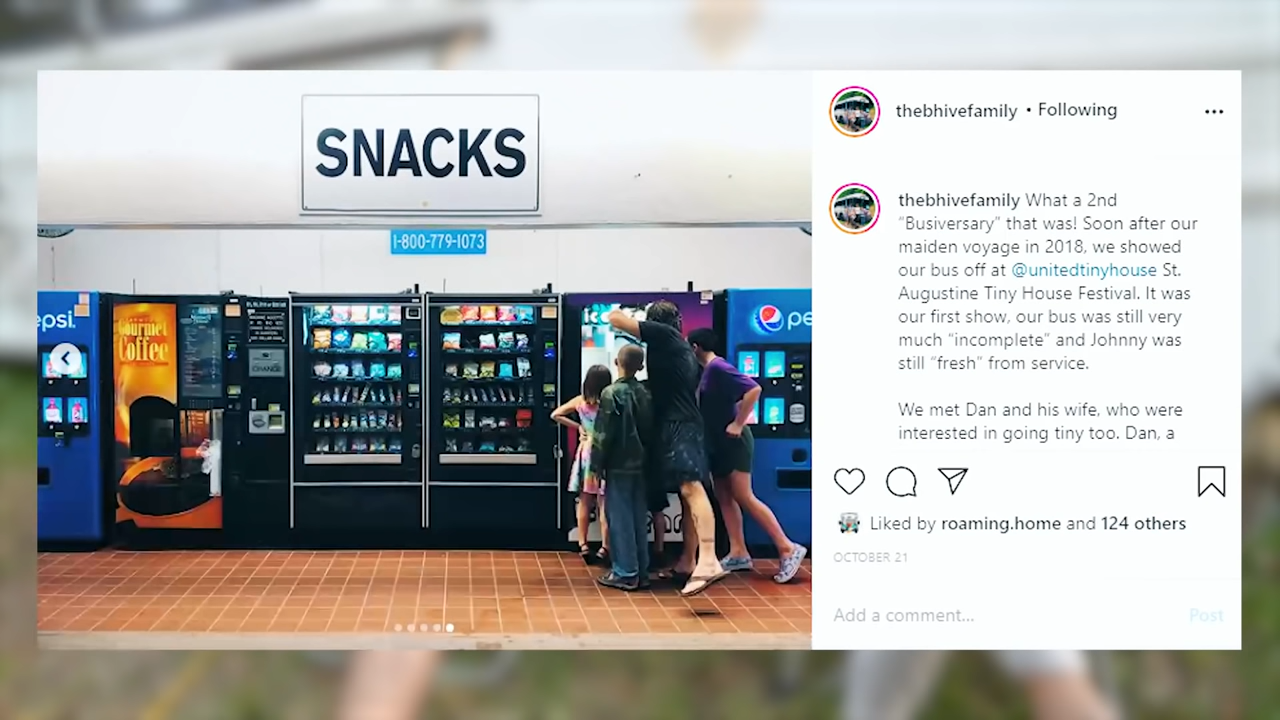 SNACKS
1-800-779-1073
epsi.
Gourmet
Coffee
CHANGE
ice
pe
thebhivefamily • Following
thebhivefamily What a 2nd
“Busiversary” that was! Soon after our
maiden voyage in 2018, we showed
our bus off at @unitedtinyhouse St.
Augustine Tiny House Festival. It was
our first show, our bus was still very
much “incomplete” and Johnny was
still “fresh” from service.
We met Dan and his wife, who were
interested in going tiny too. Dan, a
Liked by roaming.home and 124 others
OCTOBER 21
Add a comment...
Post